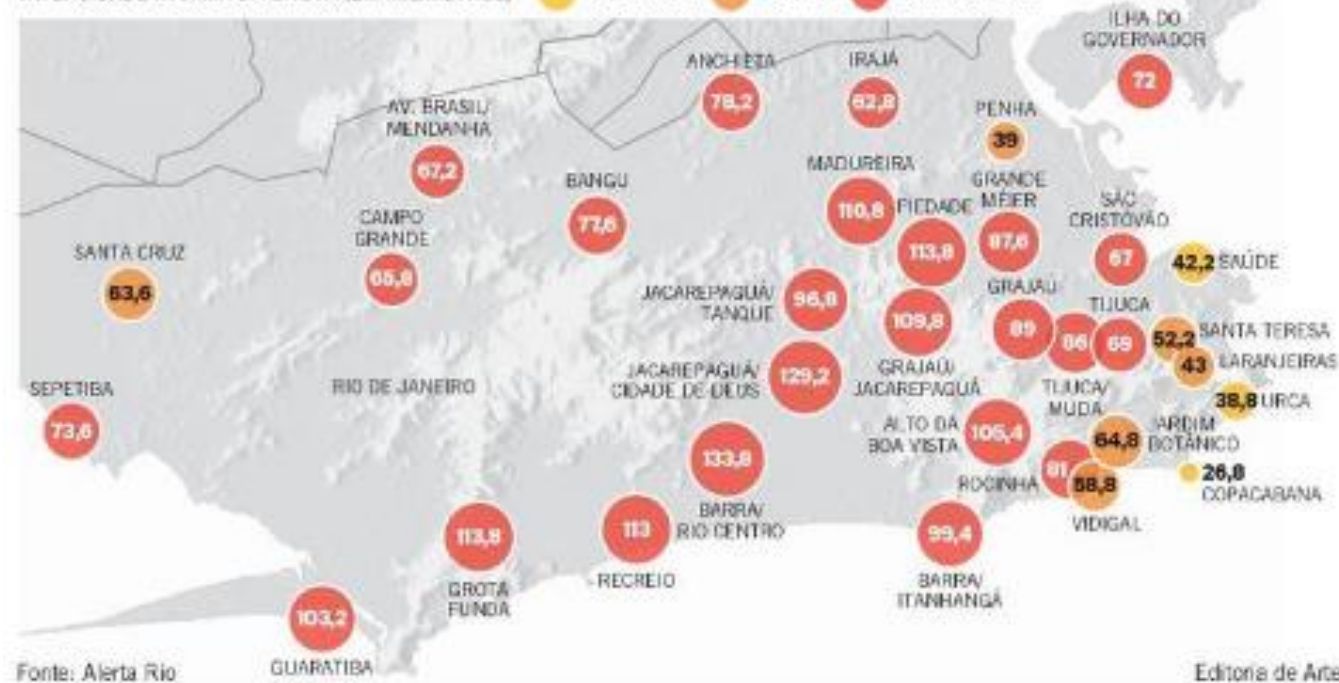 ILHA DO
GOVERNADOR
72
ANCHIETA
78,2
IRAJÁ
62,8
PENHA
39
AV. BRASIL/
MENDANHA
67,2
BANGU
77,6
MADUREIRA
110,8
PIEDADE
113,8
GRANDE
MÉIER
87,6
SÃO
CRISTÓVÃO
67
CAMPO
GRANDE
65,8
SANTA CRUZ
63,6
42,2 SAÚDE
JACAREPAGUÁ/
TANQUE
96,8
109,8
GRAJAÚ/
JACAREPAGUÁ
GRAJAÚ
89
86
TIJUCA/
MUDA
TIJUCA
69
52,2 SANTA TERESA
43 LARANJEIRAS
38,8 URCA
JACAREPAGUÁ/
CIDADE DE DEUS
129,2
RIO DE JANEIRO
SEPETIBA
73,6
ALTO DA
BOA VISTA
105,4
64,8
JARDIM
BOTÂNICO
26,8
COPACABANA
ROCINHA
81
58,8
VIDIGAL
133,8
BARRA/
RIO CENTRO
113
RECREIO
99,4
BARRA/
ITANHANGÁ
113,8
GROTA
FUNDA
103,2
GUARATIBA
Fonte: Alerta Rio
Editoria de Arte